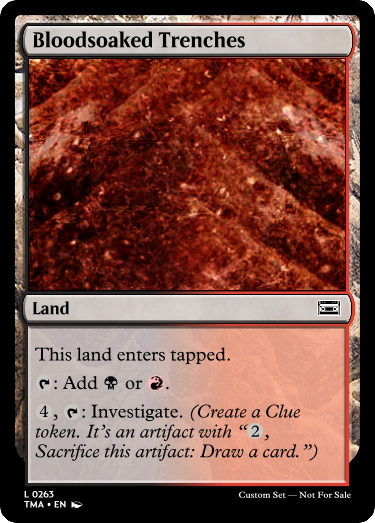 Bloodsoaked Trenches
Land
This land enters tapped.
: Add or .
4, : Investigate. (Create a Clue
token. It's an artifact with “2,
Sacrifice this artifact: Draw a card.”)
L 0263
TMA • EN
Custom Set — Not For Sale